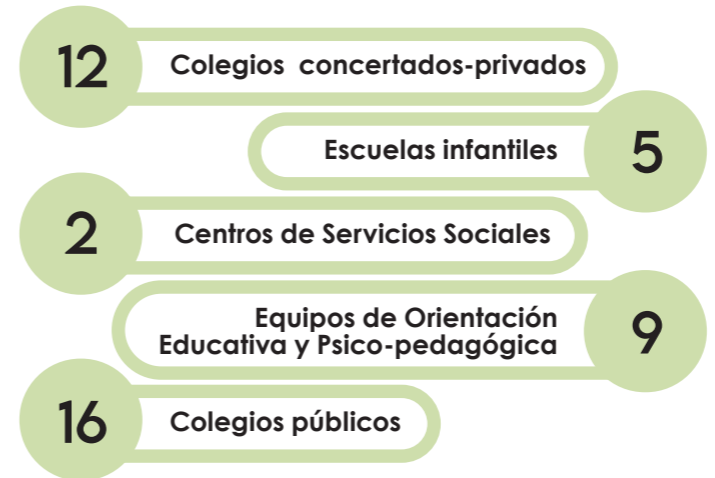 12 Colegios concertados-privados
Escuelas infantiles 5
2 Centros de Servicios Sociales
Equipos de Orientación
Educativa y Psico-pedagógica 9
16 Colegios públicos